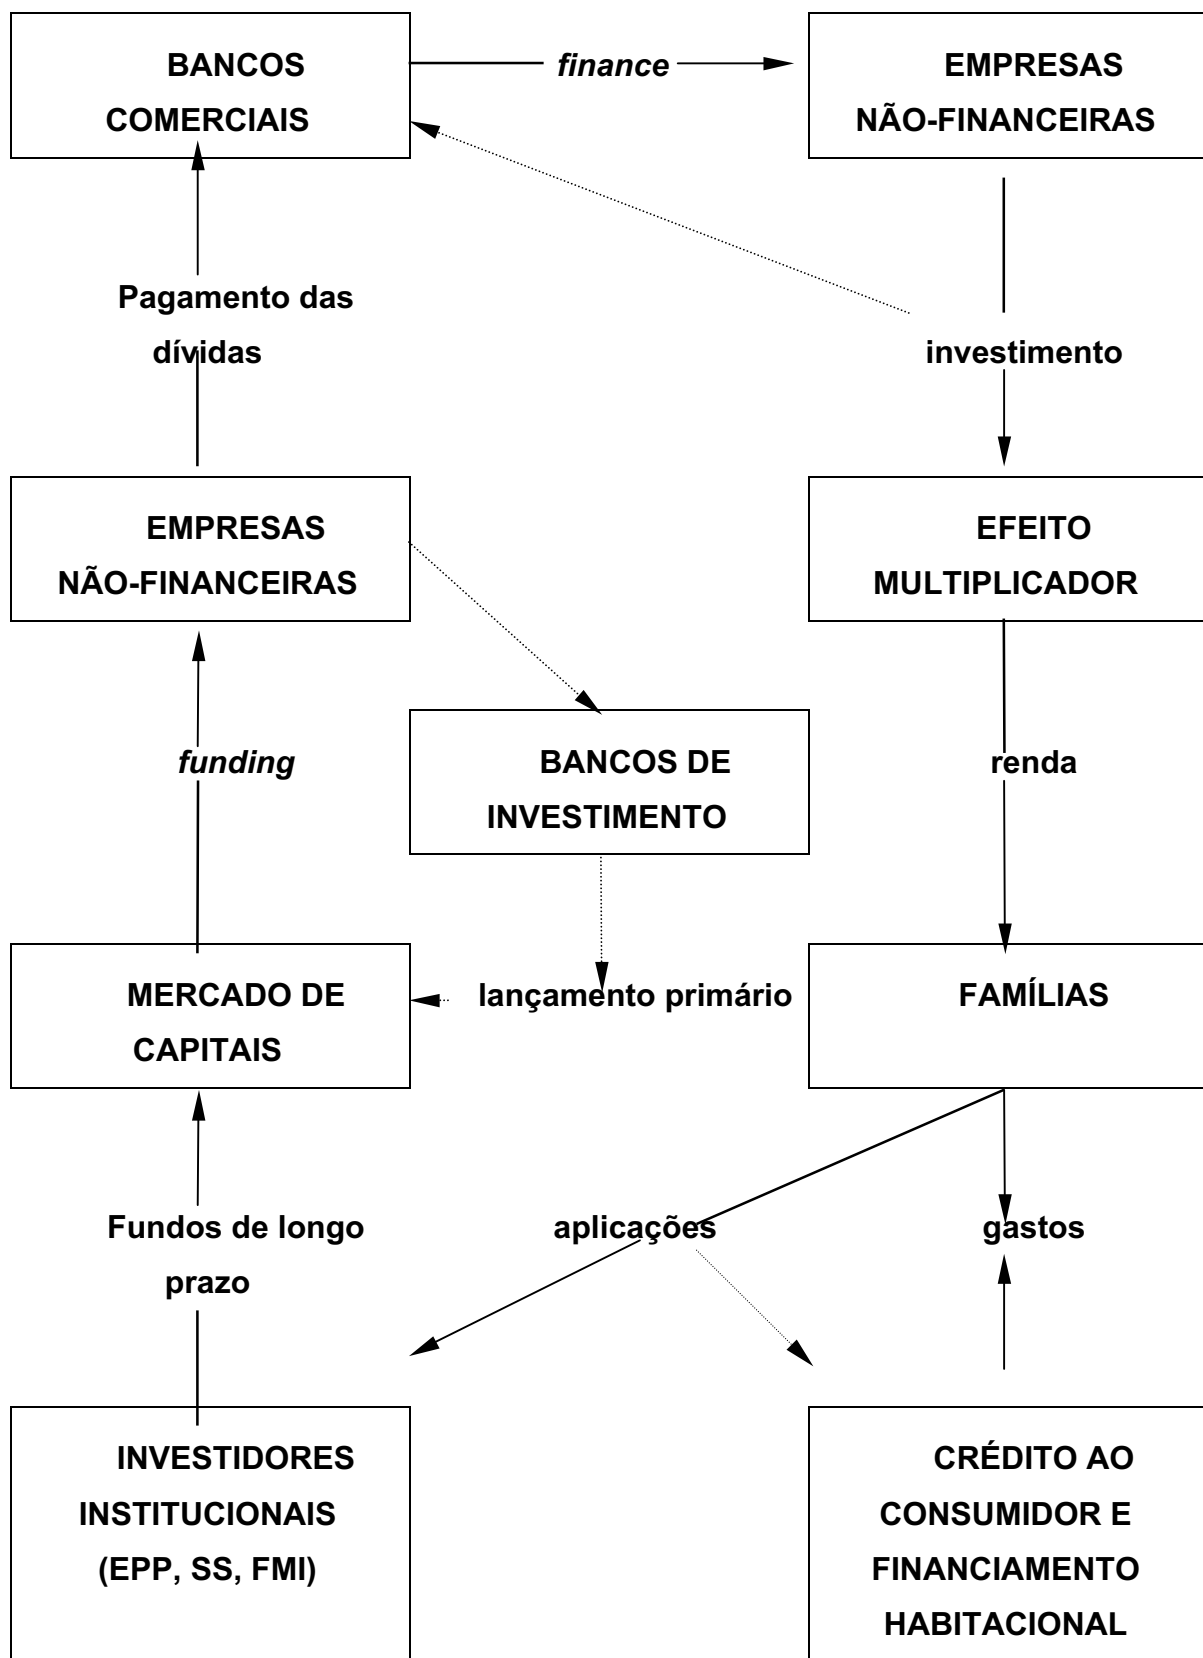 BANCOS
COMERCIAIS
finance
EMPRESAS
NÃO-FINANCEIRAS
Pagamento das
dívidas
investimento
EMPRESAS
NÃO-FINANCEIRAS
EFEITO
MULTIPLICADOR
funding
BANCOS DE
INVESTIMENTO
renda
MERCADO DE
CAPITAIS
lançamento primário
FAMÍLIAS
Fundos de longo
prazo
aplicações
gastos
INVESTIDORES
INSTITUCIONAIS
(EPP, SS, FMI)
CRÉDITO AO
CONSUMIDOR E
FINANCIAMENTO
HABITACIONAL